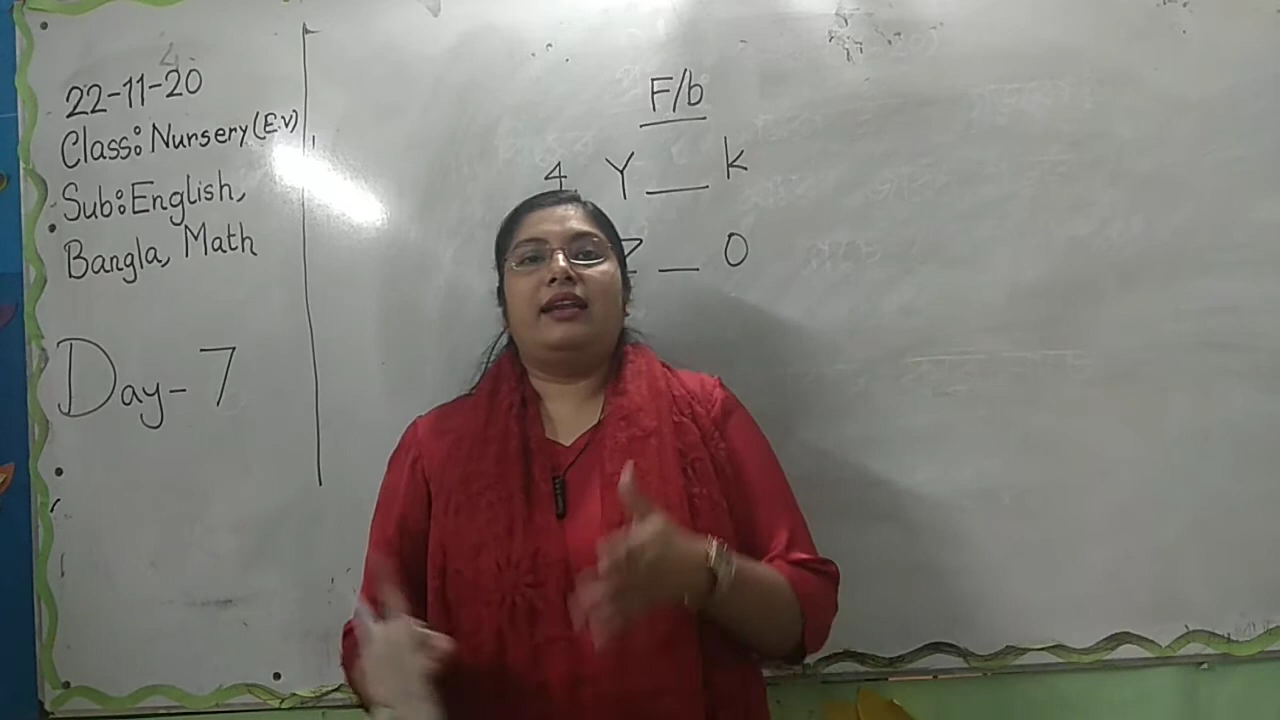 22-11-20
Class: Nursery(E.V)
Sub: English,
Bangla, Math
Day-7
F/b
4 Y __ K
Z __ O